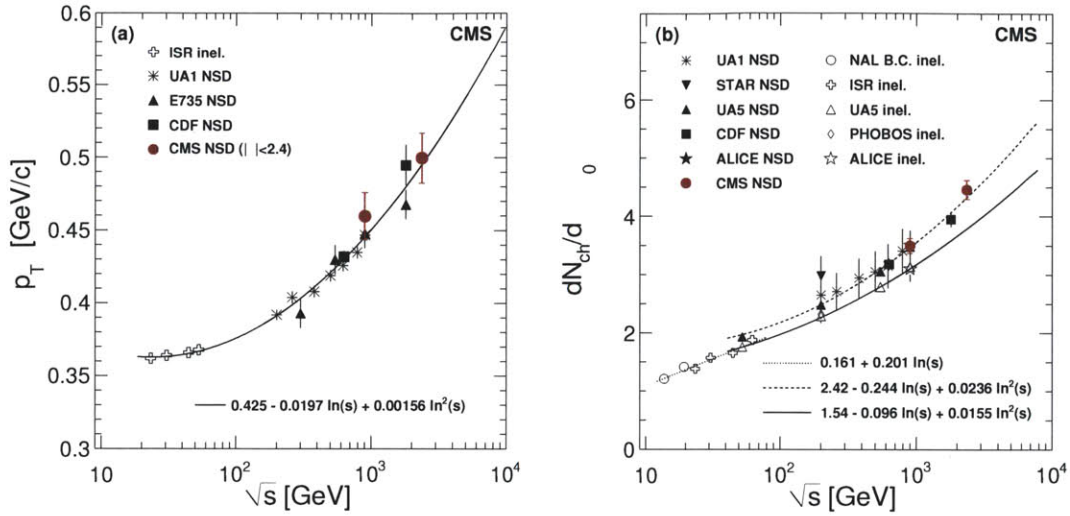 (a) CMS
ISR inel.
UA1 NSD
E735 NSD
CDF NSD
CMS NSD (| |<2.4)
0.425 - 0.0197 ln(s) + 0.00156 ln²(s)
p_T [GeV/c]
0.6
0.55
0.5
0.45
0.4
0.35
0.3
10 10² 10³ 10⁴
√s [GeV]
(b) CMS
UA1 NSD
STAR NSD
UA5 NSD
CDF NSD
ALICE NSD
CMS NSD
NAL B.C. inel.
ISR inel.
UA5 inel.
PHOBOS inel.
ALICE inel.
0.161 + 0.201 ln(s)
2.42 - 0.244 ln(s) + 0.0236 ln²(s)
1.54 - 0.096 ln(s) + 0.0155 ln²(s)
dN_ch/d 0
6
4
2
0
10 10² 10³ 10⁴
√s [GeV]